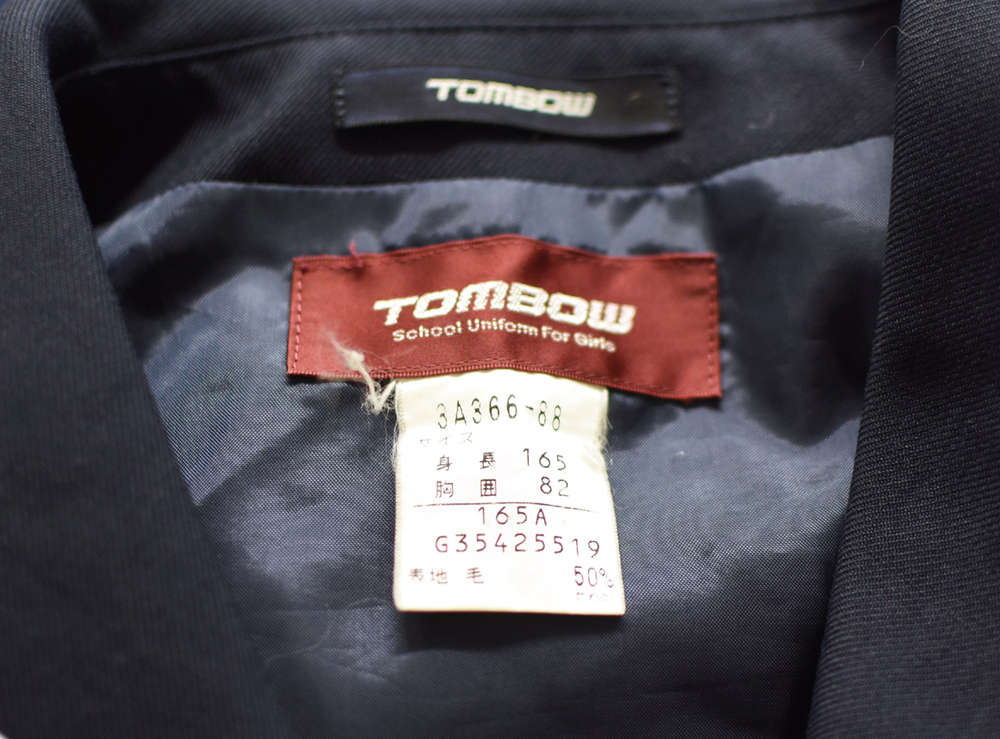 TOMBOW
TOMBOW
School Uniform For Girls
3A366-88
サイズ
身長 165
胸囲 82
165A
G35425519
表地 毛 50%